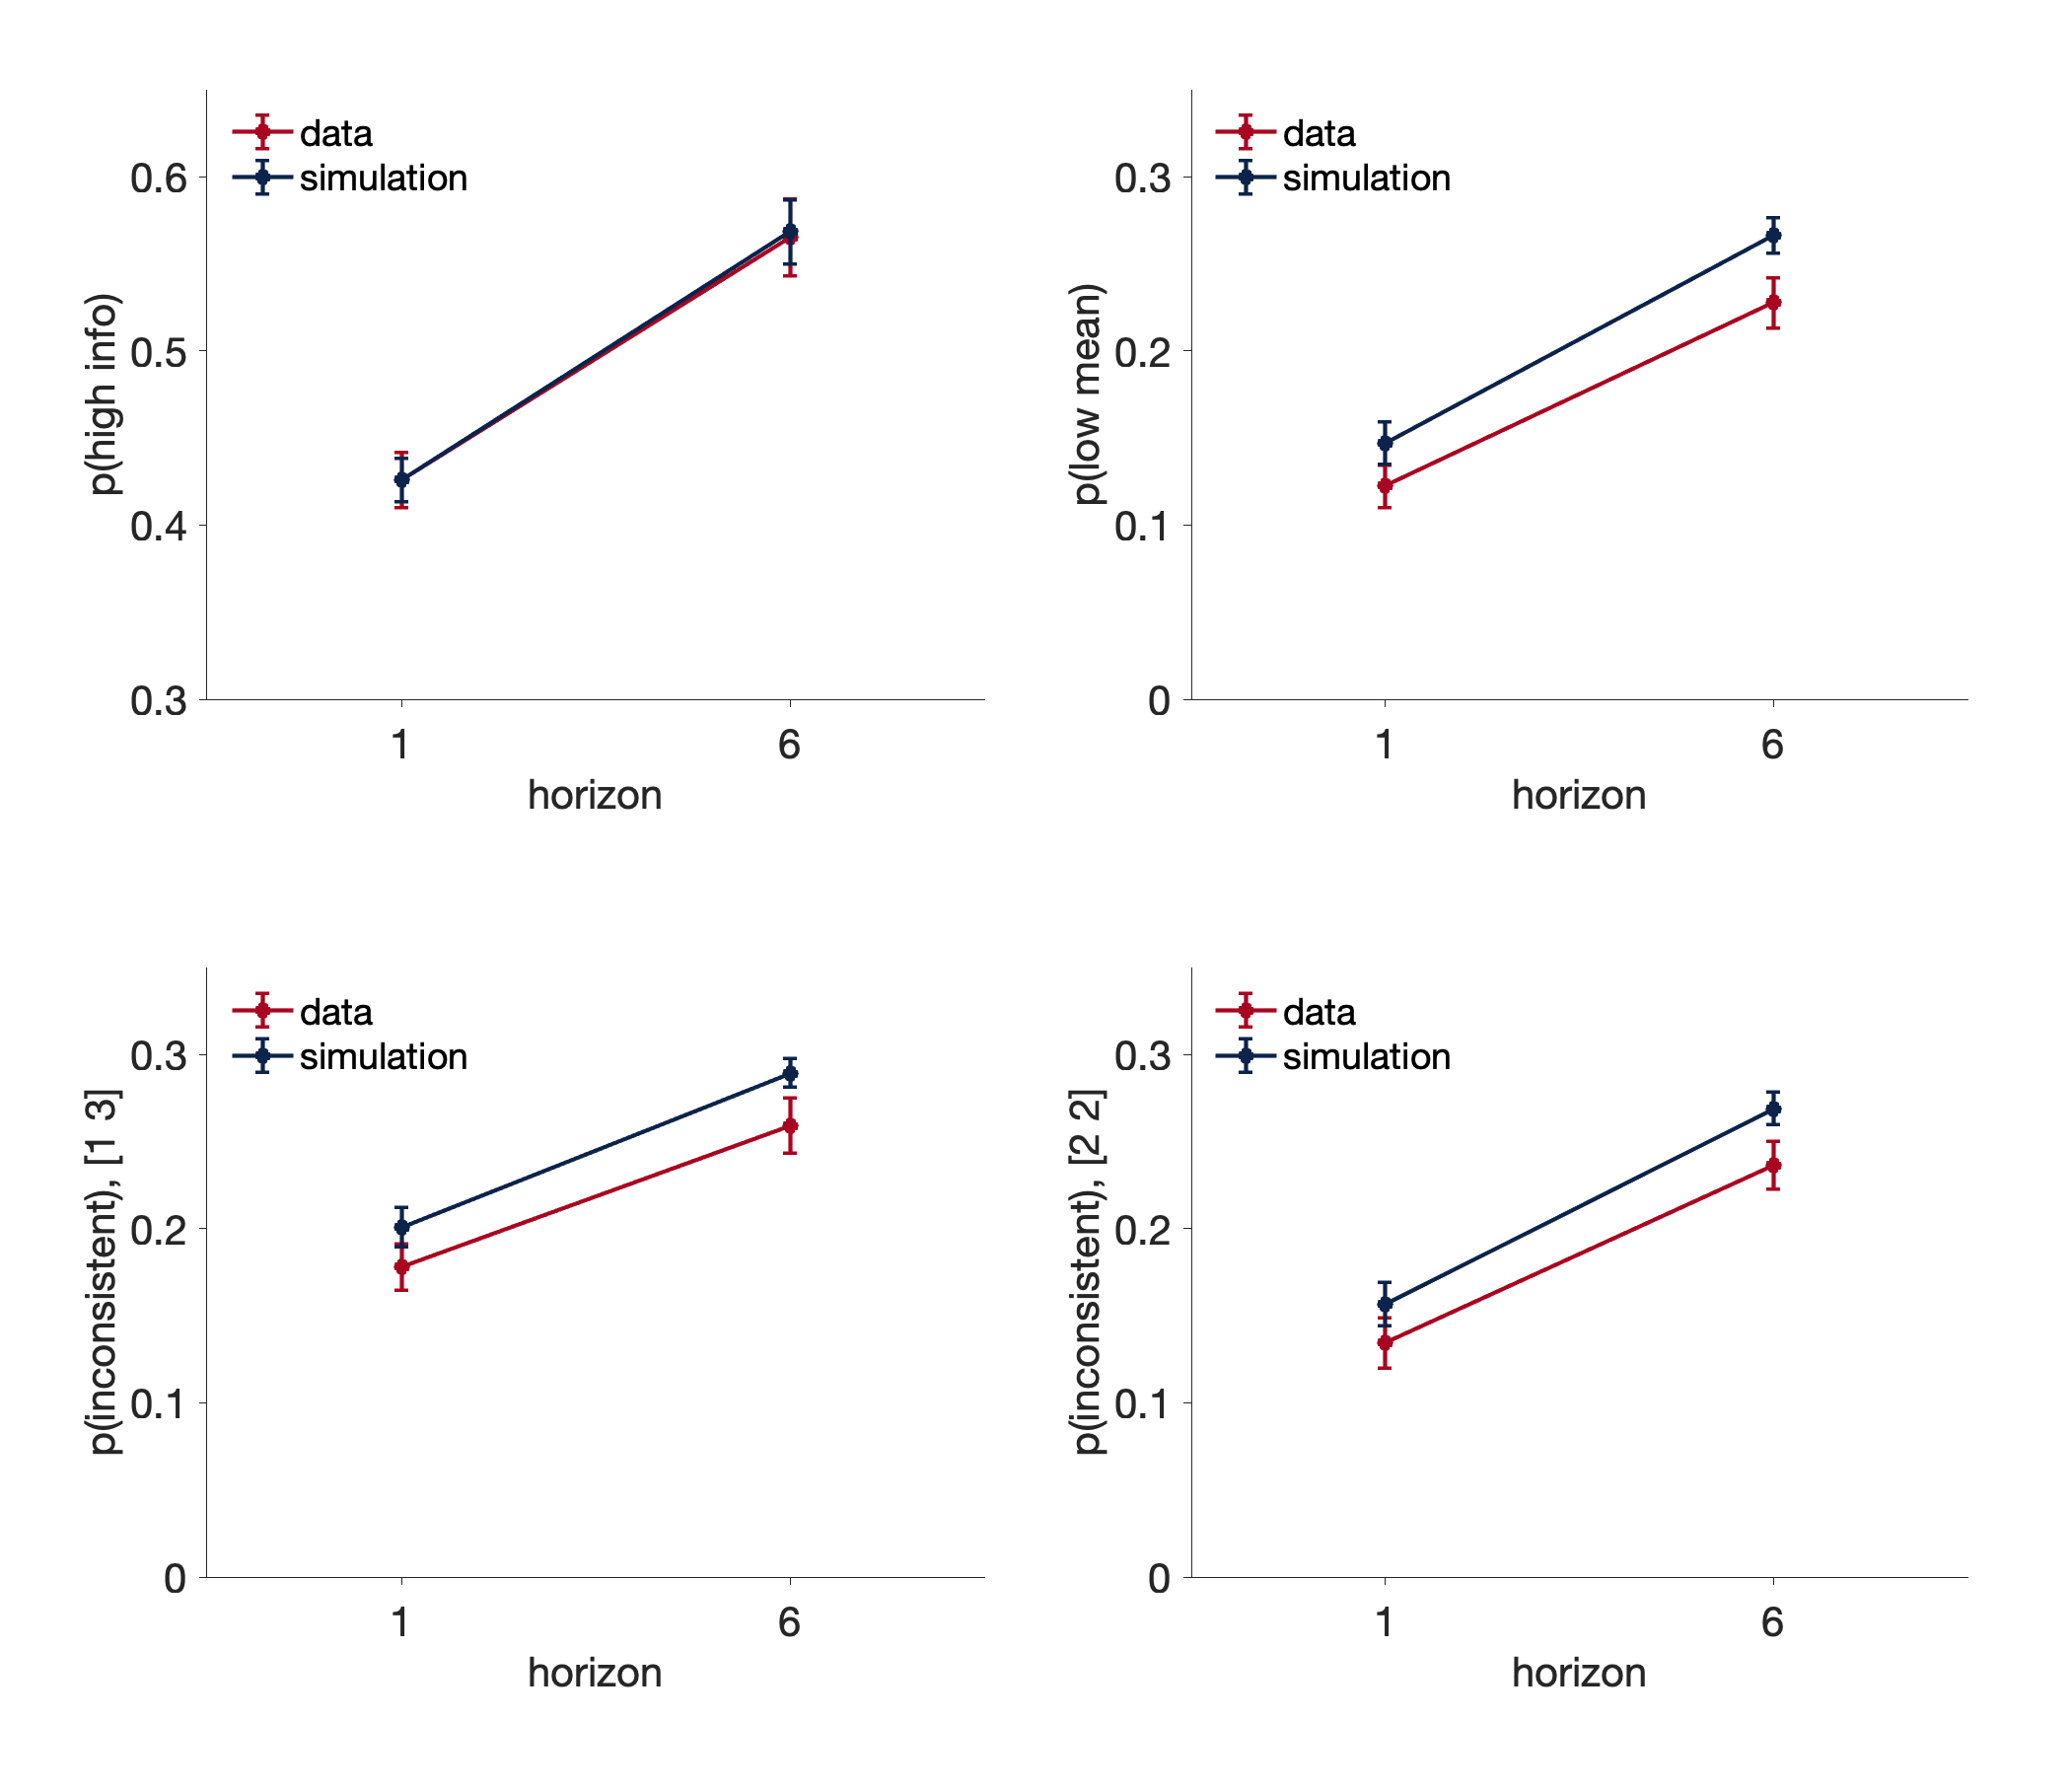 data
simulation
0.6
0.5
0.4
0.3
p(high info)
1
6
horizon
data
simulation
0.3
0.2
0.1
0
p(low mean)
1
6
horizon
data
simulation
0.3
0.2
0.1
0
p(inconsistent), [1 3]
1
6
horizon
data
simulation
0.3
0.2
0.1
0
p(inconsistent), [2 2]
1
6
horizon